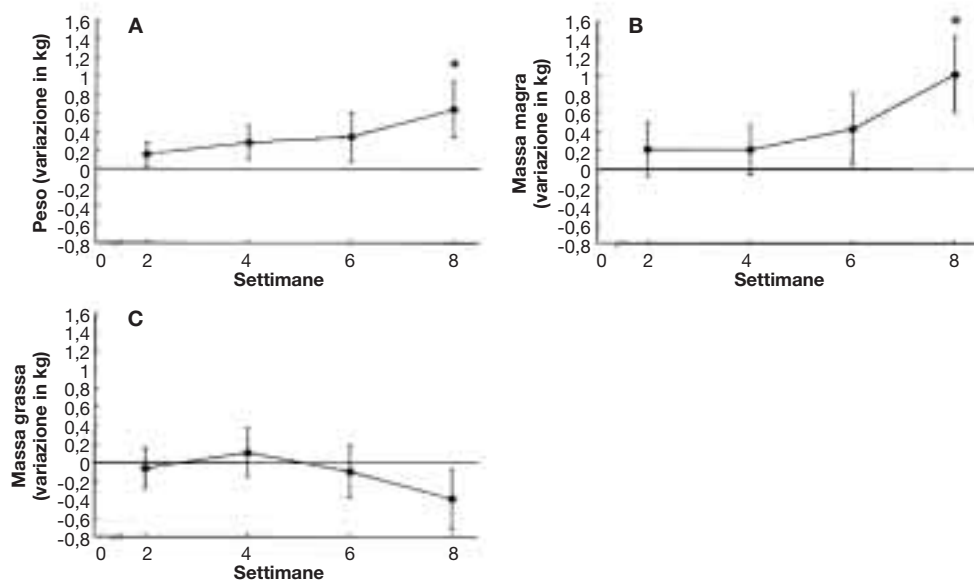 A
Peso (variazione in kg)
1,6
1,4
1,2
1
0,8
0,6
0,4
0,2
0
-0,2
-0,4
-0,6
-0,8
*
0 2 4 6 8
Settimane
B
Massa magra
(variazione in kg)
1,6
1,4
1,2
1
0,8
0,6
0,4
0,2
0
-0,2
-0,4
-0,6
-0,8
*
0 2 4 6 8
Settimane
C
Massa grassa
(variazione in kg)
1,6
1,4
1,2
1
0,8
0,6
0,4
0,2
0
-0,2
-0,4
-0,6
-0,8
0 2 4 6 8
Settimane